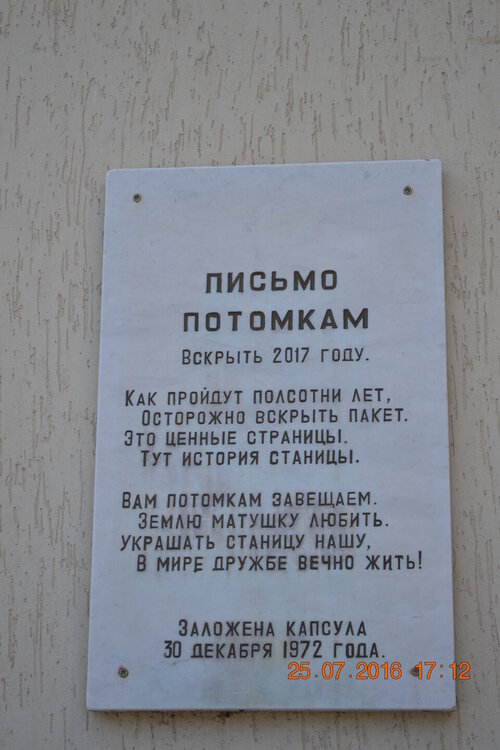 ПИСЬМО
ПОТОМКАМ
Вскрыть 2017 году.
Как пройдут полсотни лет,
Осторожно вскрыть пакет.
Это ценные страницы.
Тут история станицы.
Вам потомкам завещаем.
Землю матушку любить.
Украшать станицу нашу,
В мире дружбе вечно жить!
Заложена капсула
30 декабря 1972 года.
25.07.2016 17:12